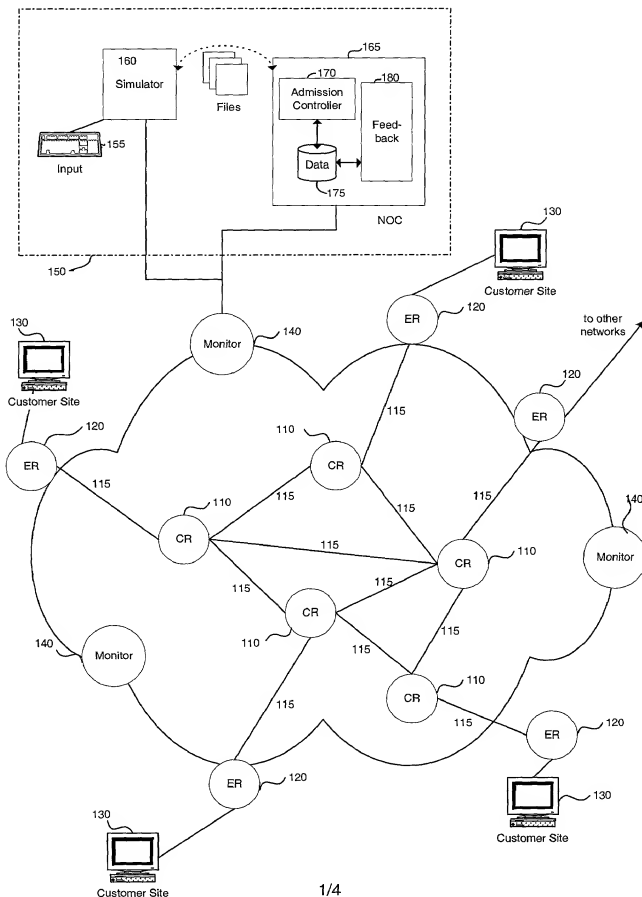 165
160
Simulator
Files
170
Admission
Controller
180
Feed-
back
155
Input
Data
175
NOC
150
130
Customer Site
120
ER
to other
networks
140
Monitor
130
Customer Site
120
ER
120
ER
115
110
CR
115
115
115
110
CR
115
115
140
Monitor
110
CR
115
115
CR
110
115
115
140
Monitor
110
CR
115
115
120
ER
120
ER
130
Customer Site
130
Customer Site
1/4